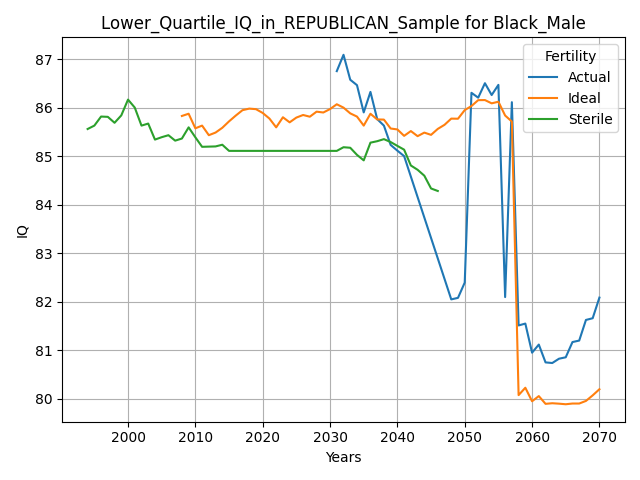 Lower_Quartile_IQ_in_REPUBLICAN_Sample for Black_Male
87
86
85
84
83
82
81
80
IQ
2000
2010
2020
2030
2040
2050
2060
2070
Years
Fertility
Actual
Ideal
Sterile